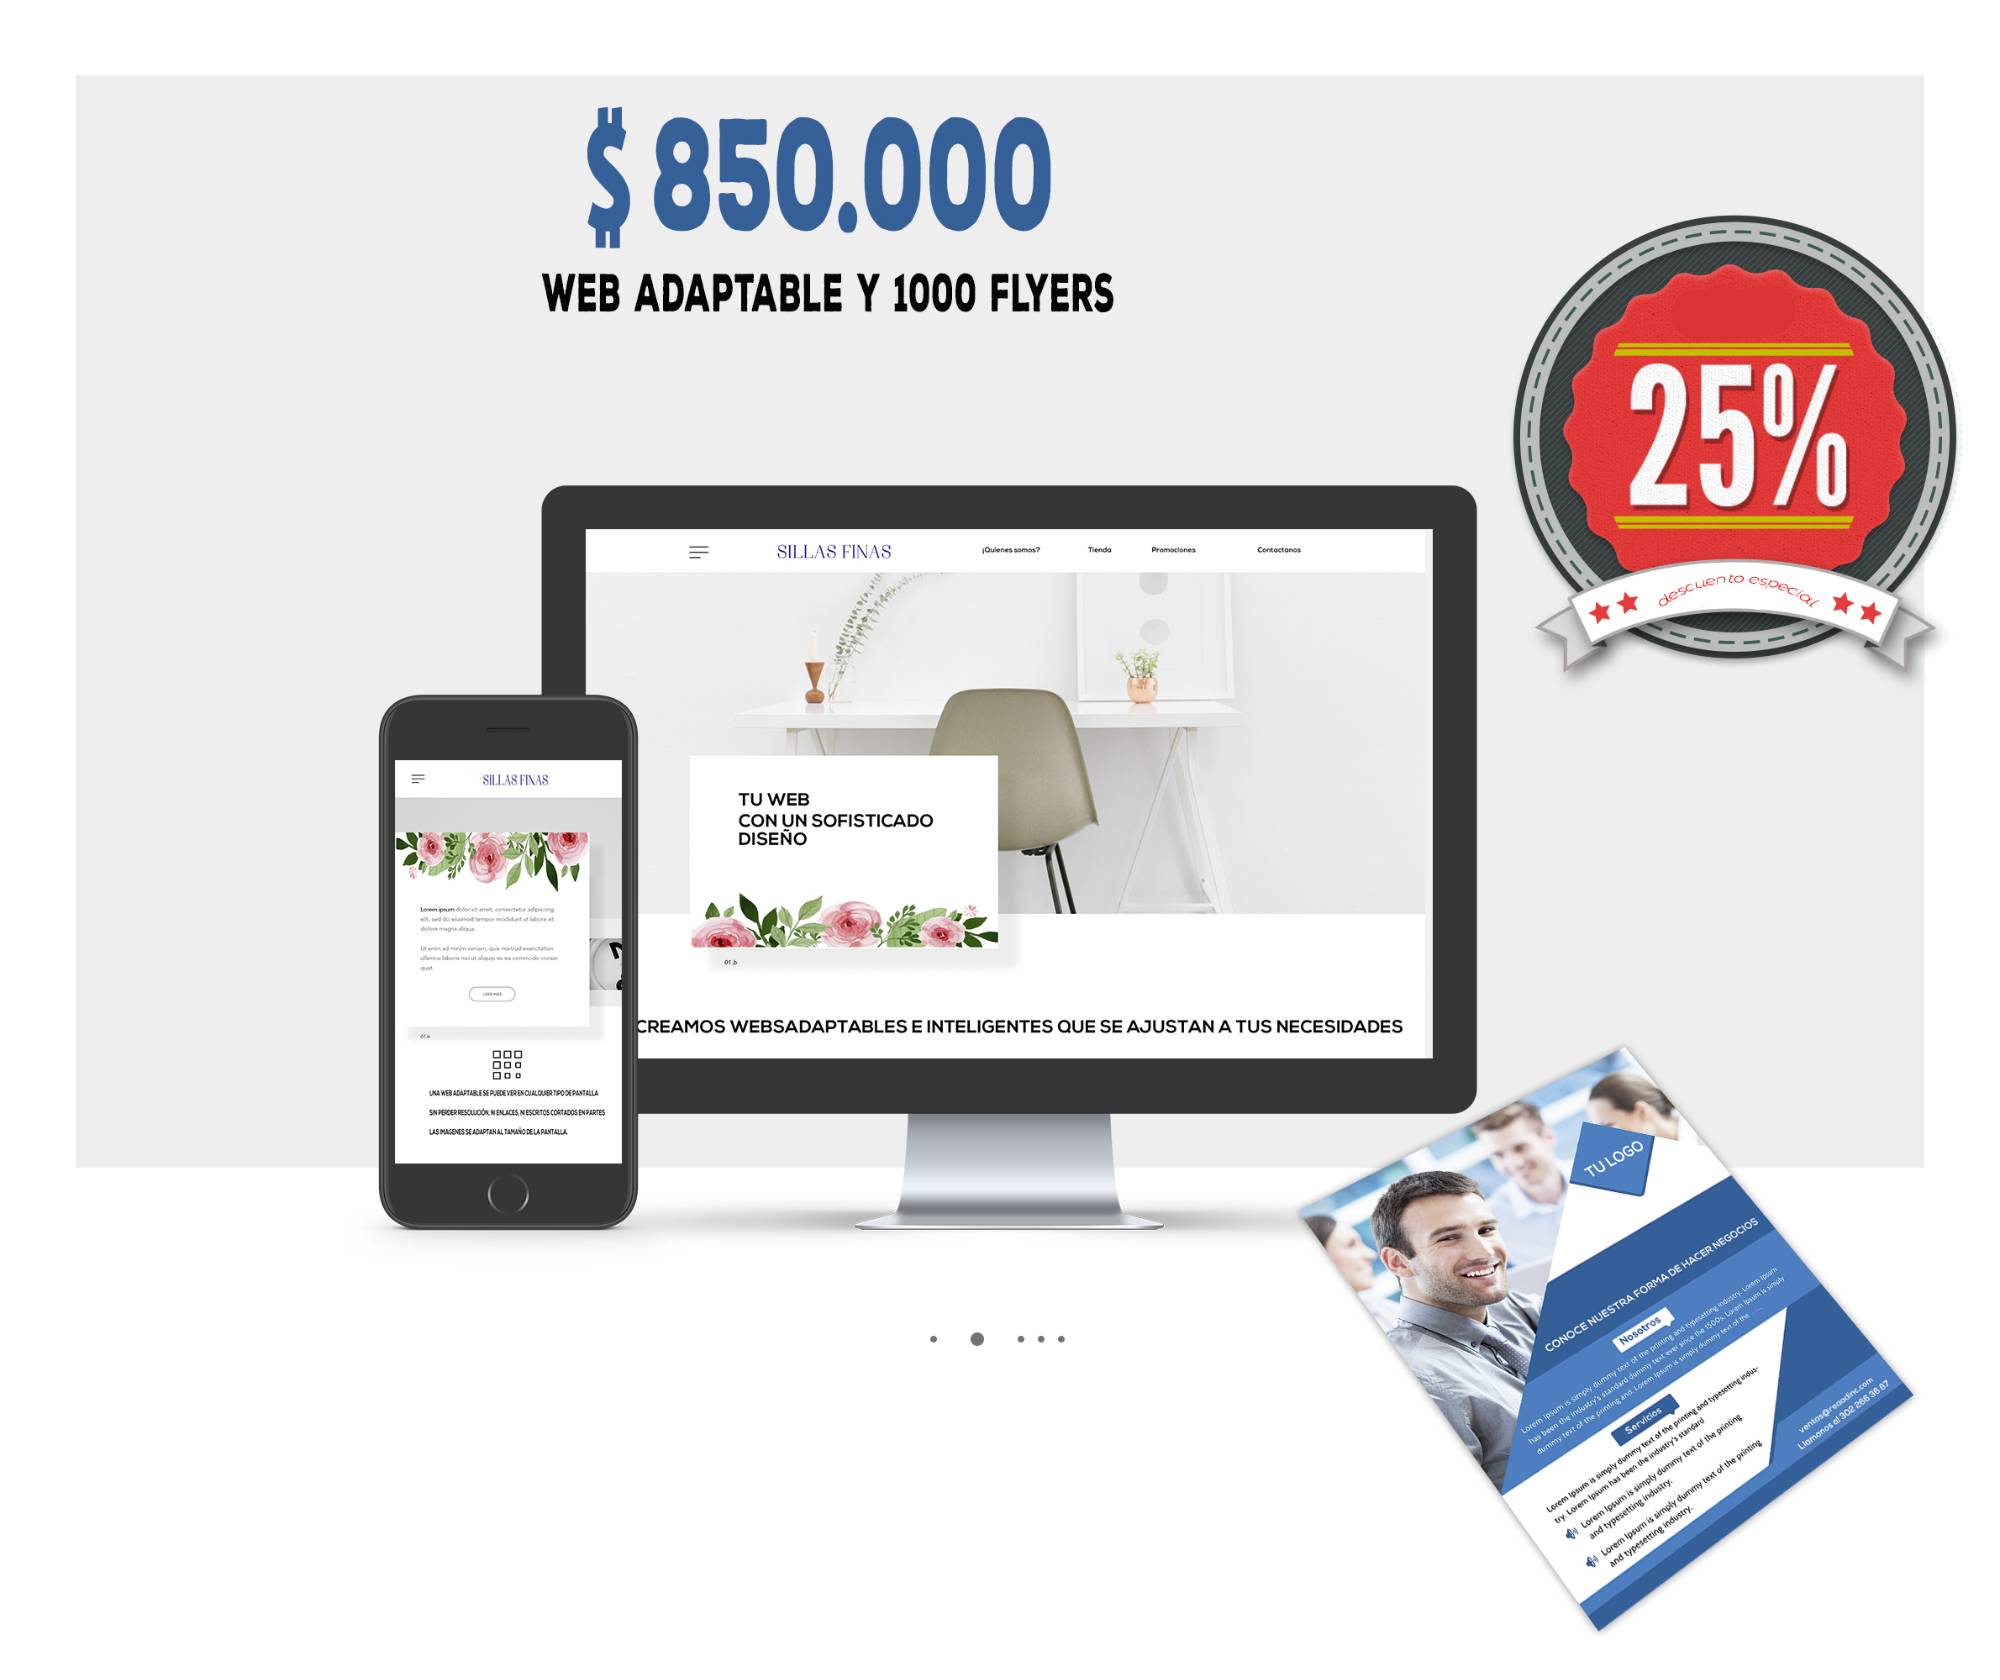 $ 850.000
WEB ADAPTABLE Y 1000 FLYERS
25%
descuento especial
SILLAS FINAS
¡Quienes somos?
Tienda
Promociones
Contactanos
TU WEB
CON UN SOFISTICADO
DISEÑO
01.b
CREAMOS WEBSADAPTABLES E INTELIGENTES QUE SE AJUSTAN A TUS NECESIDADES
SILLAS FINAS
Lorem ipsum dolor sit amet, consectetur adipiscing
elit, sed do eiusmod tempor incididunt ut labore et
dolore magna aliqua.
Ut enim ad minim veniam, quis nostrud exercitation
ullamco laboris nisi ut aliquip ex ea commodo conse-
quat.
LEER MAS
UNA WEB ADAPTABLE SE PUEDE VER EN CUALQUIER TIPO DE PANTALLA
SIN PERDER RESOLUCIÓN, NI ENLACES, NI ESCRITOS CORTADOS EN PARTES
LAS IMAGENES SE ADAPTAN AL TAMAÑO DE LA PANTALLA.
TU LOGO
CONOCE NUESTRA FORMA DE HACER NEGOCIOS
Nosotros
Lorem Ipsum is simply dummy text of the printing and typesetting industry. Lorem Ipsum
has been the industry's standard dummy text ever since the 1500s, Lorem Ipsum is simply
dummy text of the printing and. Lorem Ipsum is simply dummy text of the
Servicios
Lorem Ipsum is simply dummy text of the printing and typesetting indus-
try. Lorem Ipsum has been the industry's standard
Lorem Ipsum is simply dummy text of the printing
and typesetting industry.
Lorem Ipsum is simply dummy text of the printing
and typesetting industry.
ventas@reaadinc.com
Llamanos al 302 266 36 87